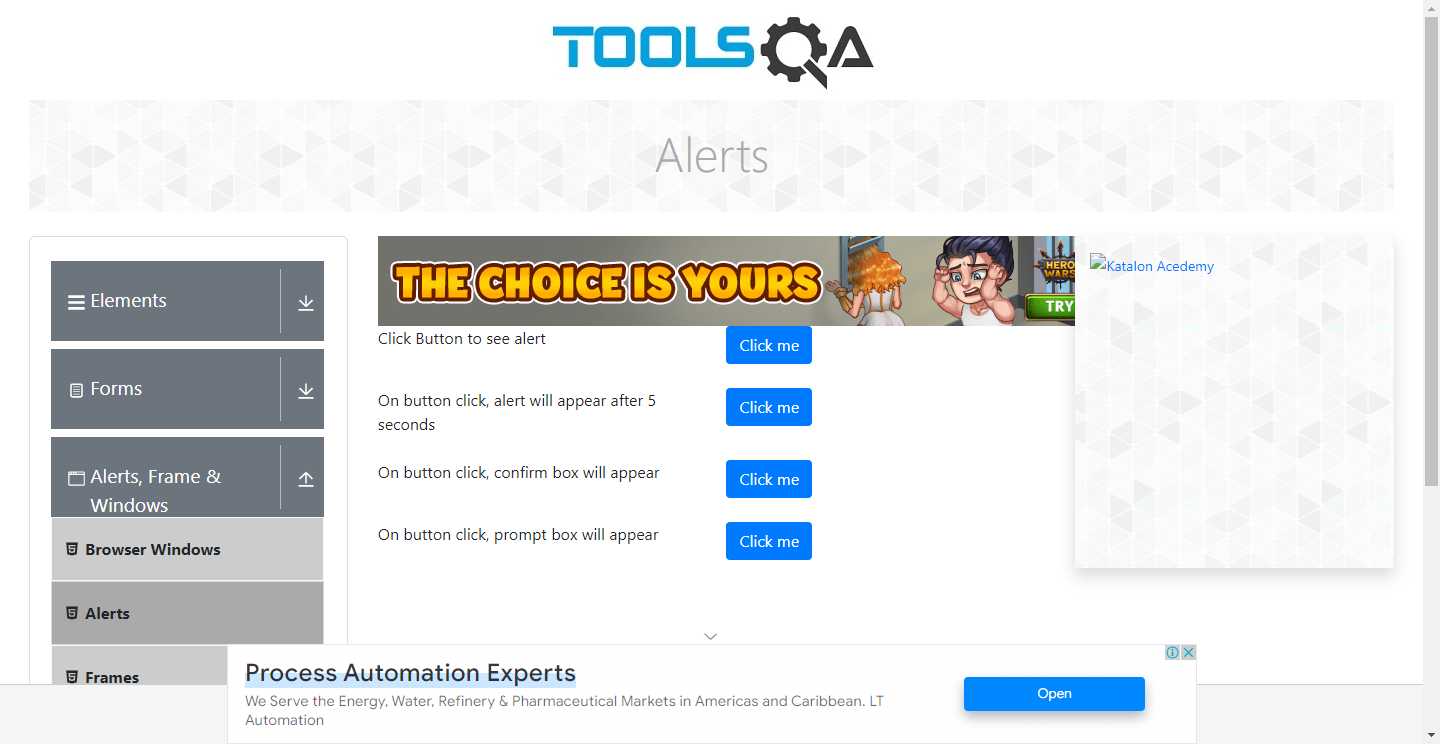 TOOLSQA
Alerts
Elements
Forms
Alerts, Frame &
Windows
Browser Windows
Alerts
Frames
THE CHOICE IS YOURS
HERO
WARS
TRY
Click Button to see alert
Click me
On button click, alert will appear after 5
seconds
Click me
On button click, confirm box will appear
Click me
On button click, prompt box will appear
Click me
Katalon Acedemy
Process Automation Experts
We Serve the Energy, Water, Refinery & Pharmaceutical Markets in Americas and Caribbean. LT
Automation
Open